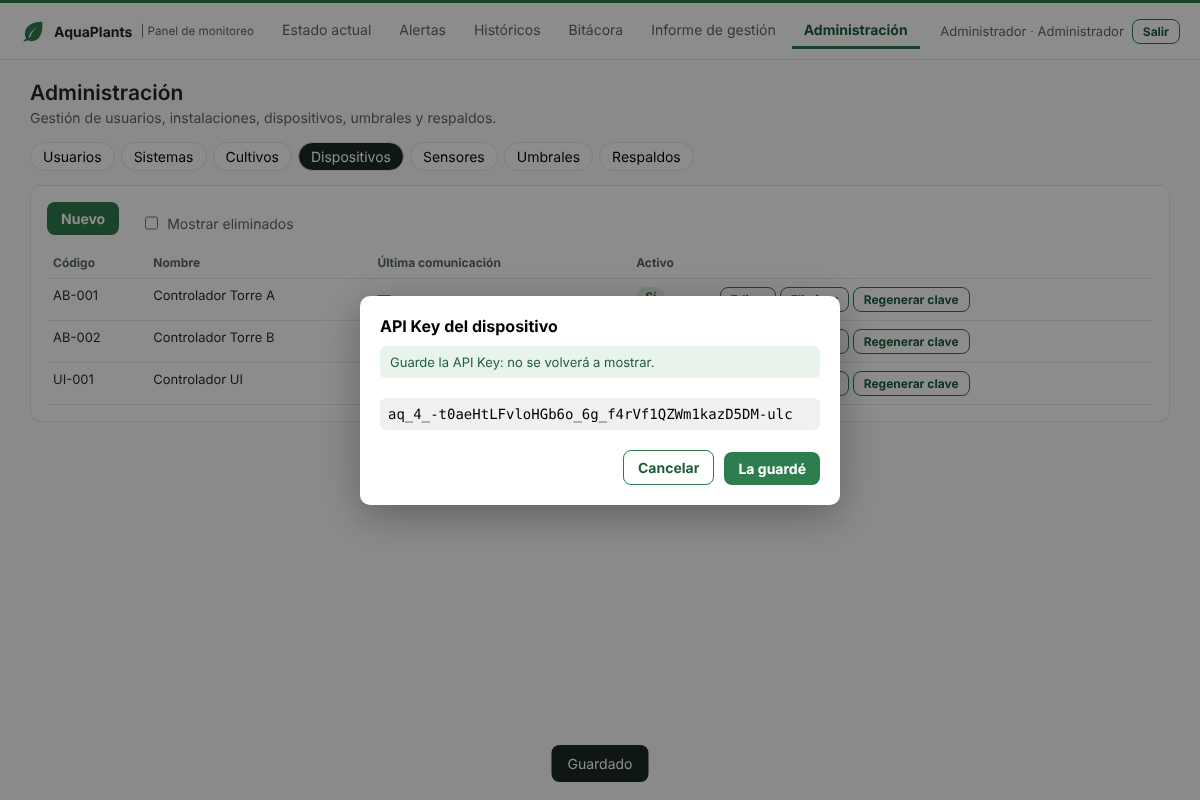 AquaPlants | Panel de monitoreo Estado actual Alertas Históricos Bitácora Informe de gestión Administración Administrador · Administrador Salir
Administración
Gestión de usuarios, instalaciones, dispositivos, umbrales y respaldos.
Usuarios Sistemas Cultivos Dispositivos Sensores Umbrales Respaldos
Nuevo Mostrar eliminados
Código Nombre Última comunicación Activo
AB-001 Controlador Torre A Regenerar clave
AB-002 Controlador Torre B Regenerar clave
UI-001 Controlador UI Regenerar clave
API Key del dispositivo
Guarde la API Key: no se volverá a mostrar.
aq_4_-t0aeHtLFvloHGb6o_6g_f4rVf1QZWm1kazD5DM-ulc
Cancelar La guardé
Guardado